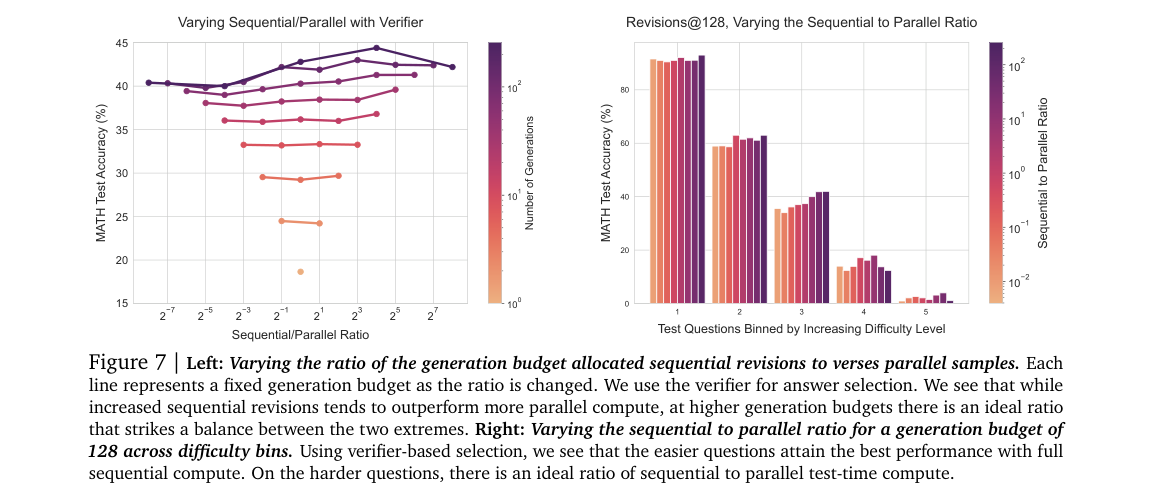 Varying Sequential/Parallel with Verifier
45
40
35
30
25
20
15
MATH Test Accuracy (%)
2^-7 2^-5 2^-3 2^-1 2^1 2^3 2^5 2^7
Sequential/Parallel Ratio
10^2
10^1
10^0
Number of Generations
Revisions@128, Varying the Sequential to Parallel Ratio
80
60
40
20
0
MATH Test Accuracy (%)
1 2 3 4 5
Test Questions Binned by Increasing Difficulty Level
10^2
10^1
10^0
10^-1
10^-2
Sequential to Parallel Ratio
Figure 7 | Left: Varying the ratio of the generation budget allocated sequential revisions to verses parallel samples. Each
line represents a fixed generation budget as the ratio is changed. We use the verifier for answer selection. We see that while
increased sequential revisions tends to outperform more parallel compute, at higher generation budgets there is an ideal ratio
that strikes a balance between the two extremes. Right: Varying the sequential to parallel ratio for a generation budget of
128 across difficulty bins. Using verifier-based selection, we see that the easier questions attain the best performance with full
sequential compute. On the harder questions, there is an ideal ratio of sequential to parallel test-time compute.